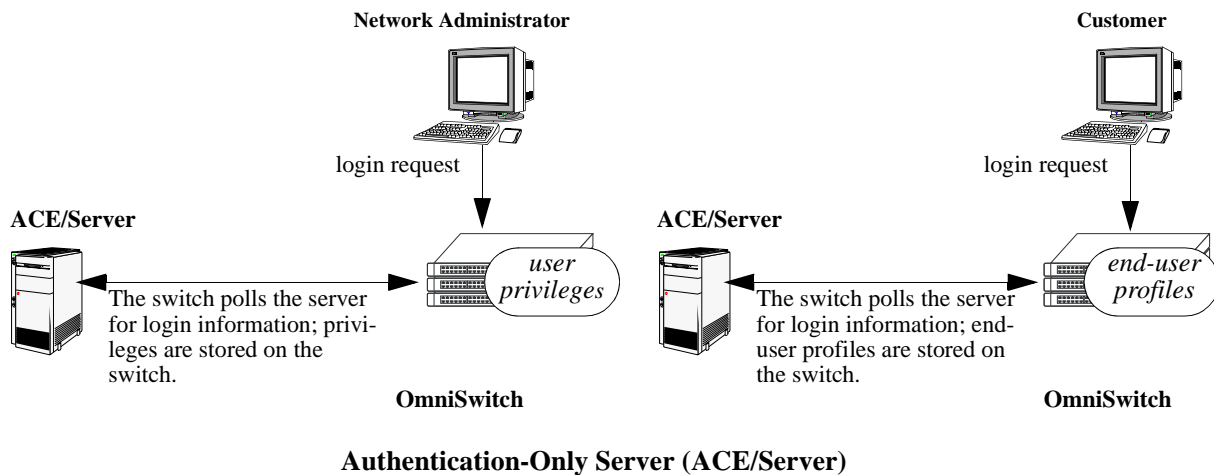 Network Administrator
login request
ACE/Server
user
privileges
The switch polls the server
for login information; privi-
leges are stored on the
switch.
OmniSwitch
Customer
login request
ACE/Server
end-user
profiles
The switch polls the server
for login information; end-
user profiles are stored on
the switch.
OmniSwitch
Authentication-Only Server (ACE/Server)